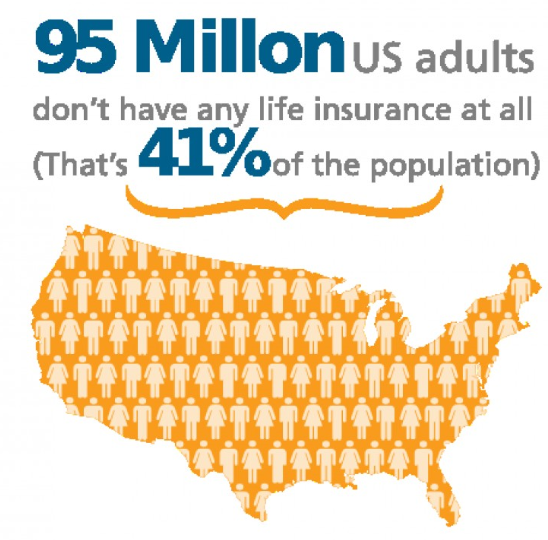 95 Millon US adults
don't have any life insurance at all
(That's 41% of the population)